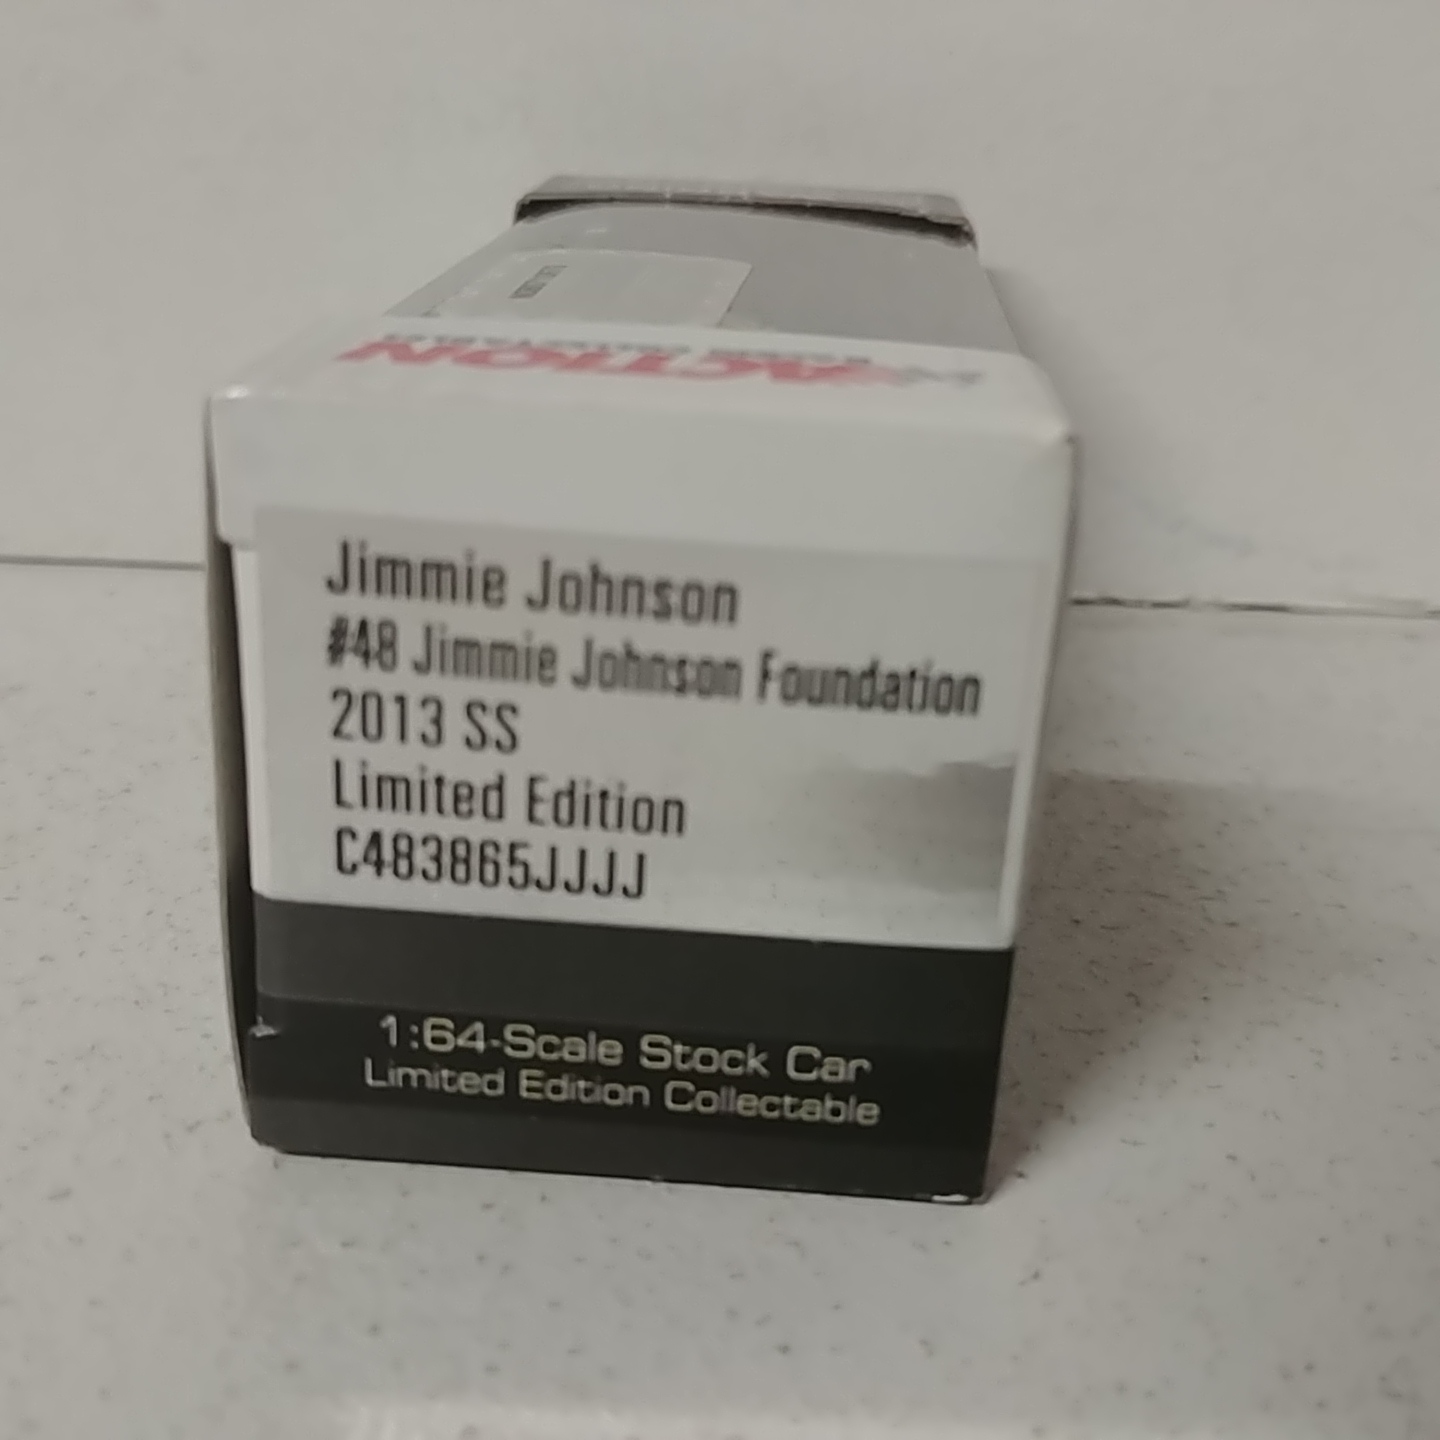 ACTION
Jimmie Johnson
#48 Jimmie Johnson Foundation
2013 SS
Limited Edition
C483865JJJJ
1:64-Scale Stock Car
Limited Edition Collectable